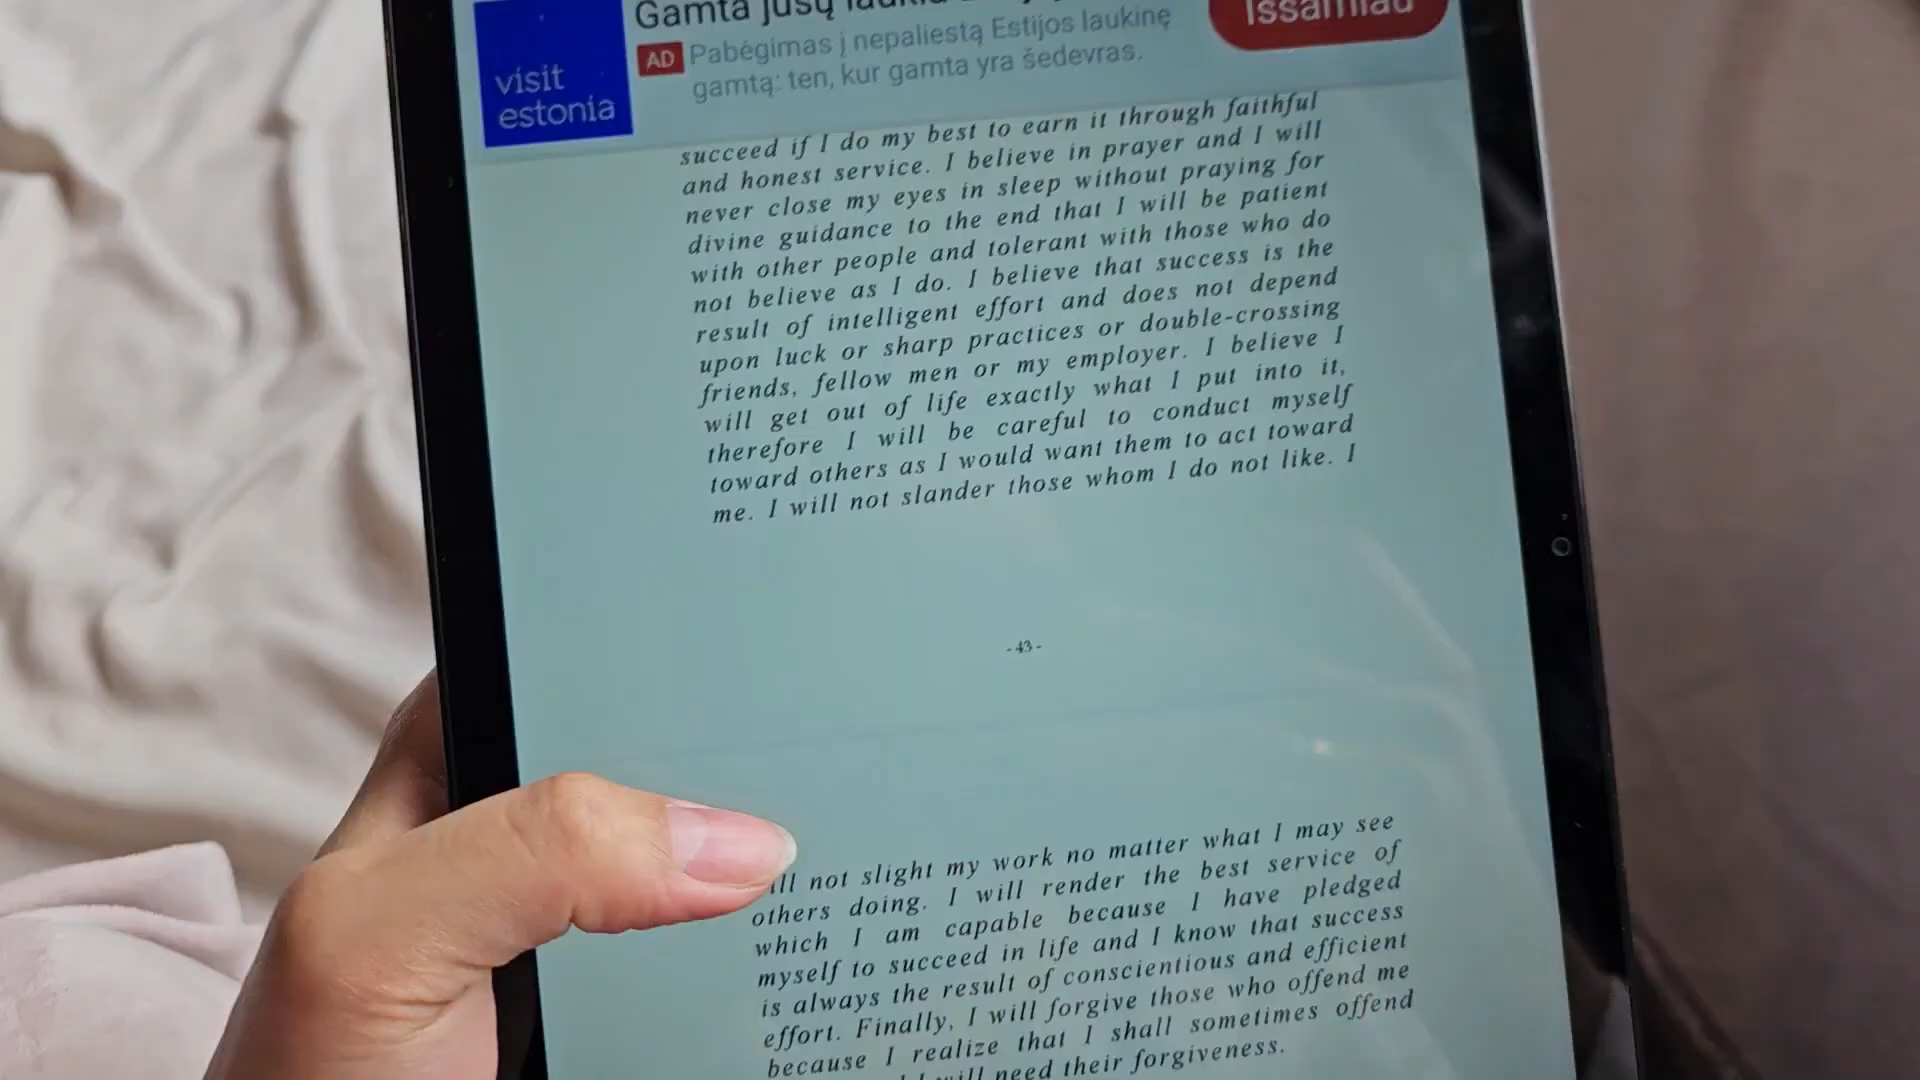 visit
estonia
Gamta jūsų
AD
Pabėgimas į nepaliestą Estijos laukinę
gamtą: ten, kur gamta yra šedevras.
Išsamiau
succeed if I do my best to earn it through faithful
and honest service. I believe in prayer and I will
never close my eyes in sleep without praying for
divine guidance to the end that I will be patient
with other people and tolerant with those who do
not believe as I do. I believe that success is the
result of intelligent effort and does not depend
upon luck or sharp practices or double-crossing
friends, fellow men or my employer. I believe I
will get out of life exactly what I put into it,
therefore I will be careful to conduct myself
toward others as I would want them to act toward
me. I will not slander those whom I do not like. I
- 43 -
ill not slight my work no matter what I may see
others doing. I will render the best service of
which I am capable because I have pledged
myself to succeed in life and I know that success
is always the result of conscientious and efficient
effort. Finally, I will forgive those who offend me
because I realize that I shall sometimes offend
I will need their forgiveness.